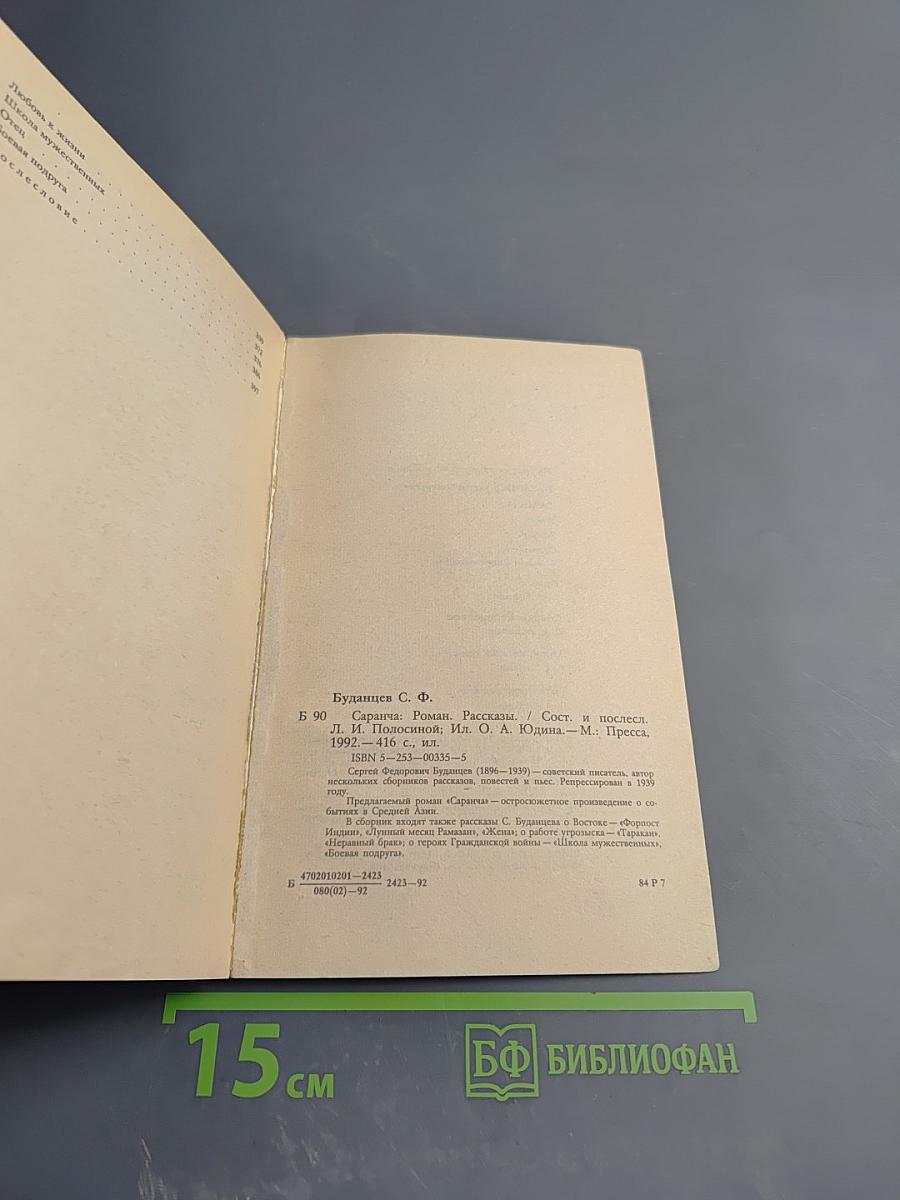 Любовь к жизни
Школа мужественных
Отец
Боевая подруга
ослесловие
386
397
Буданцев С. Ф.
Б 90 Саранча: Роман. Рассказы. / Сост. и послесл.
Л. И. Полосиной; Ил. О. А. Юдина.—М.: Пресса,
1992.—416 с., ил.
ISBN 5—253—00335—5
Сергей Федорович Буданцев (1896—1939)—советский писатель, автор
нескольких сборников рассказов, повестей и пьес. Репрессирован в 1939
году.
Предлагаемый роман «Саранча»—остросюжетное произведение о со-
бытиях в Средней Азии.
В сборник входят также рассказы С. Буданцева о Востоке—«Форпост
Индии», «Лунный месяц Рамазан», «Жена»; о работе угрозыска—«Таракан»,
«Неравный брак»; о героях Гражданской войны—«Школа мужественных»,
«Боевая подруга».
Б 4702010201—2423 2423—92 84 Р 7
080(02)—92
15 см БФ БИБЛИОФАН